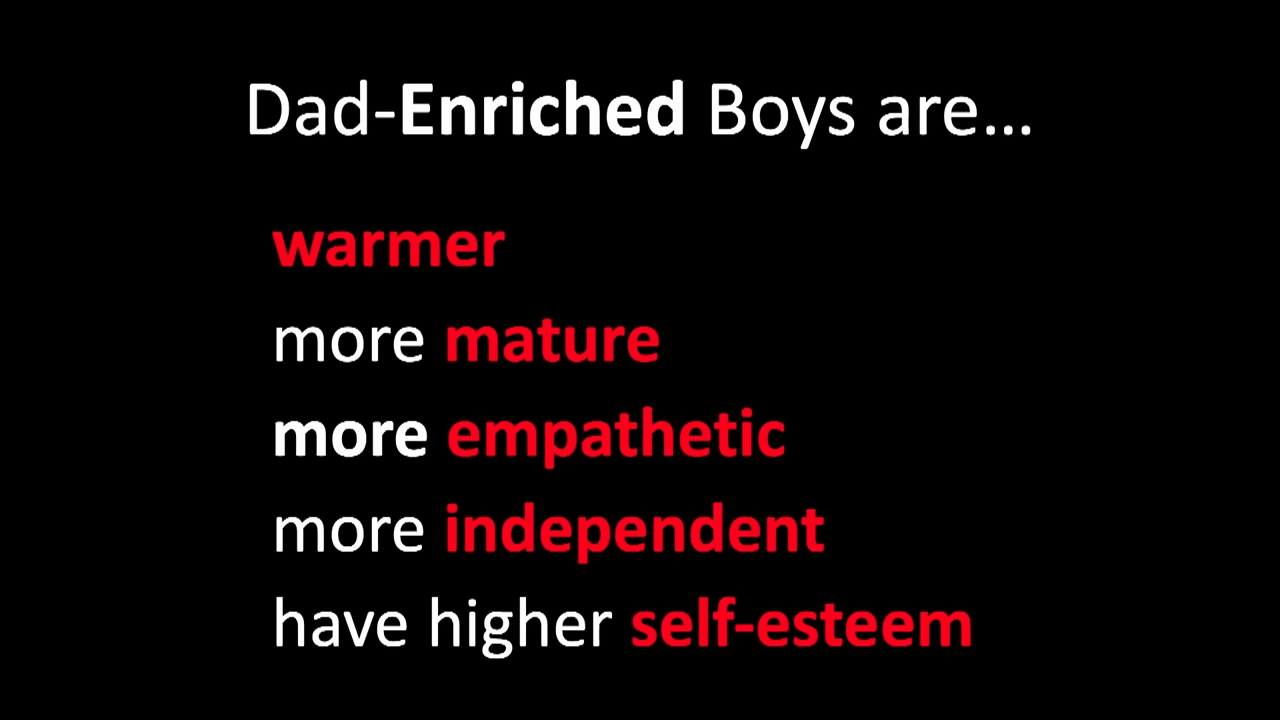 Dad-Enriched Boys are...
warmer
more mature
more empathetic
more independent
have higher self-esteem